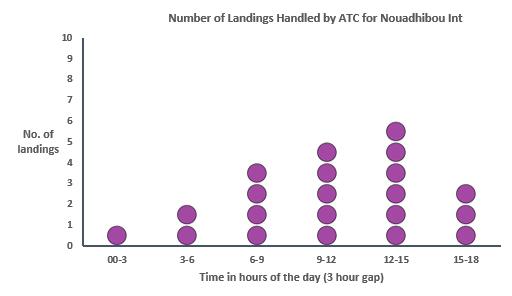 Number of Landings Handled by ATC for Nouadhibou Int
10
9
8
7
6
5
4
3
2
1
0
No. of
landings
00-3 3-6 6-9 9-12 12-15 15-18
Time in hours of the day (3 hour gap)